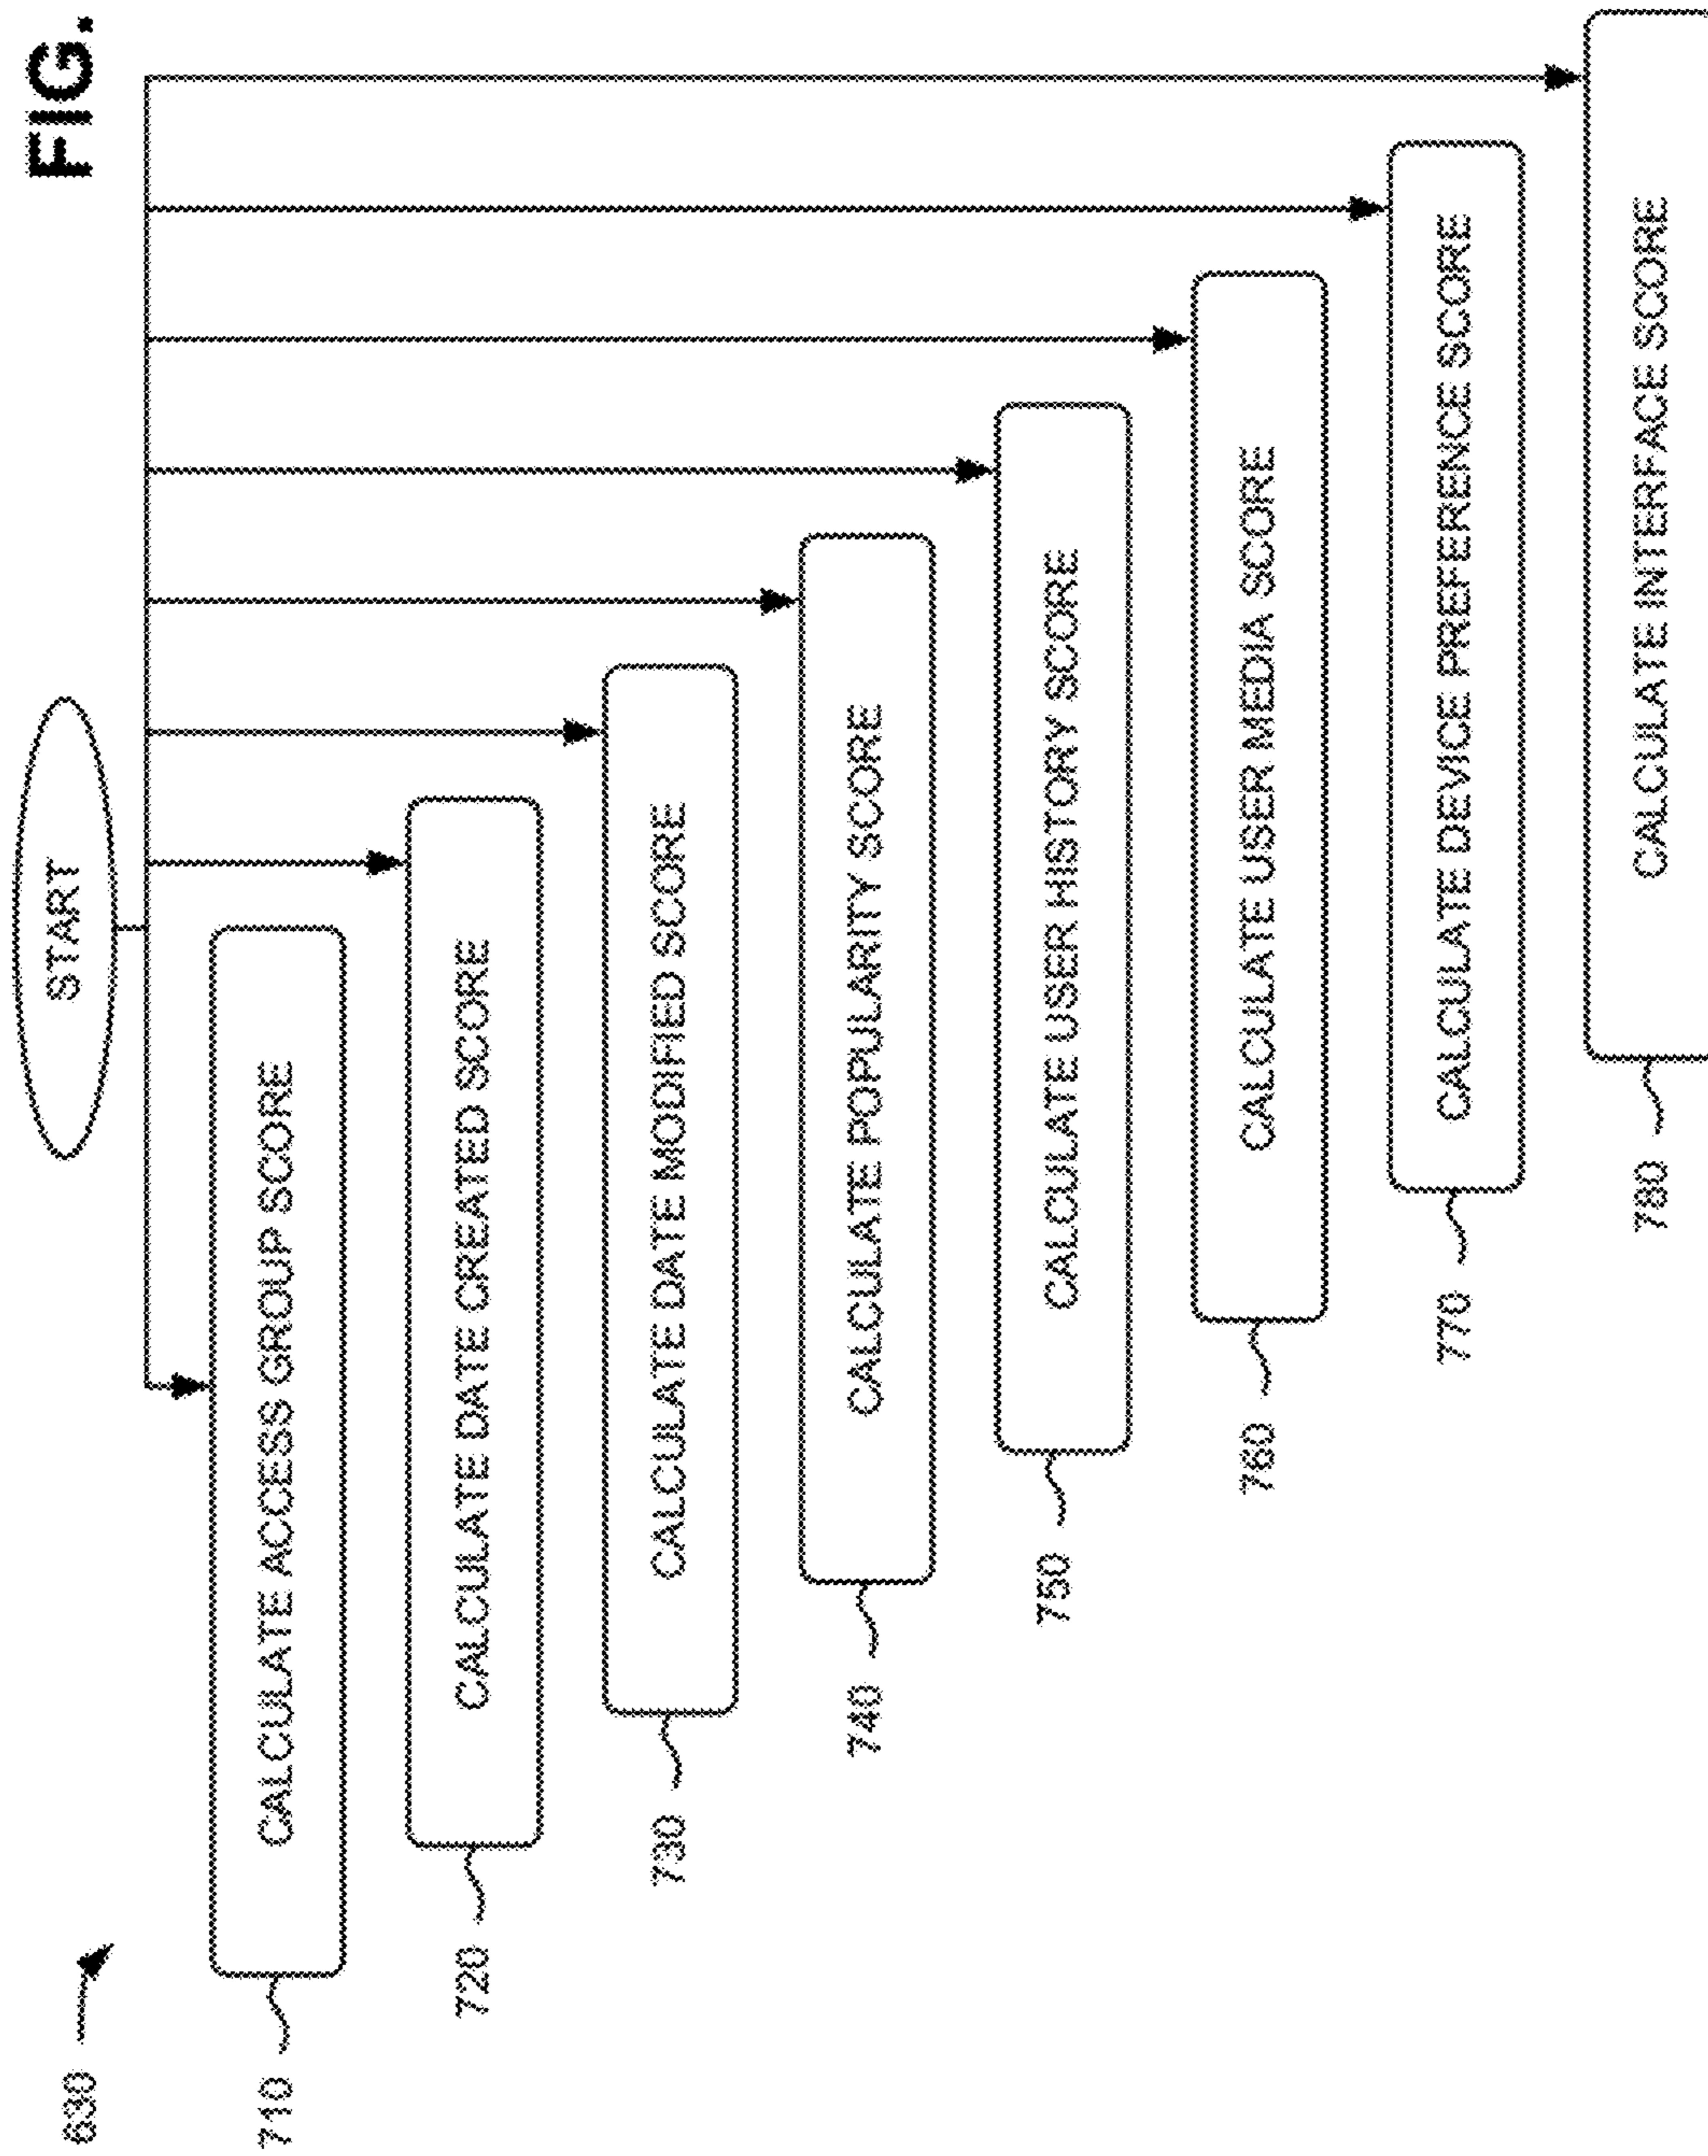 FIG.
630
START
710
CALCULATE ACCESS GROUP SCORE
720
CALCULATE DATE CREATED SCORE
730
CALCULATE DATE MODIFIED SCORE
740
CALCULATE POPULARITY SCORE
750
CALCULATE USER HISTORY SCORE
760
CALCULATE USER MEDIA SCORE
770
CALCULATE DEVICE PREFERENCE SCORE
780
CALCULATE INTERFACE SCORE